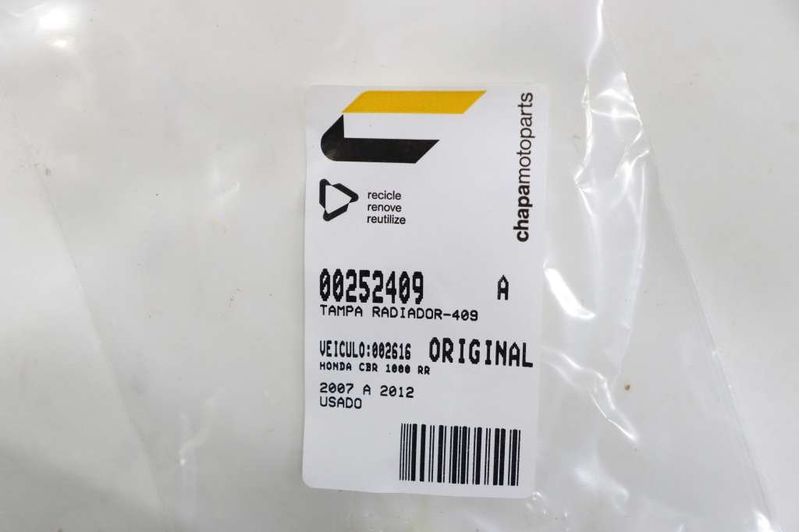 chapamotoparts
recicle
renove
reutilize
00252409 A
TAMPA RADIADOR-409
VEICULO:002616 ORIGINAL
HONDA CBR 1000 RR
2007 A 2012
USADO